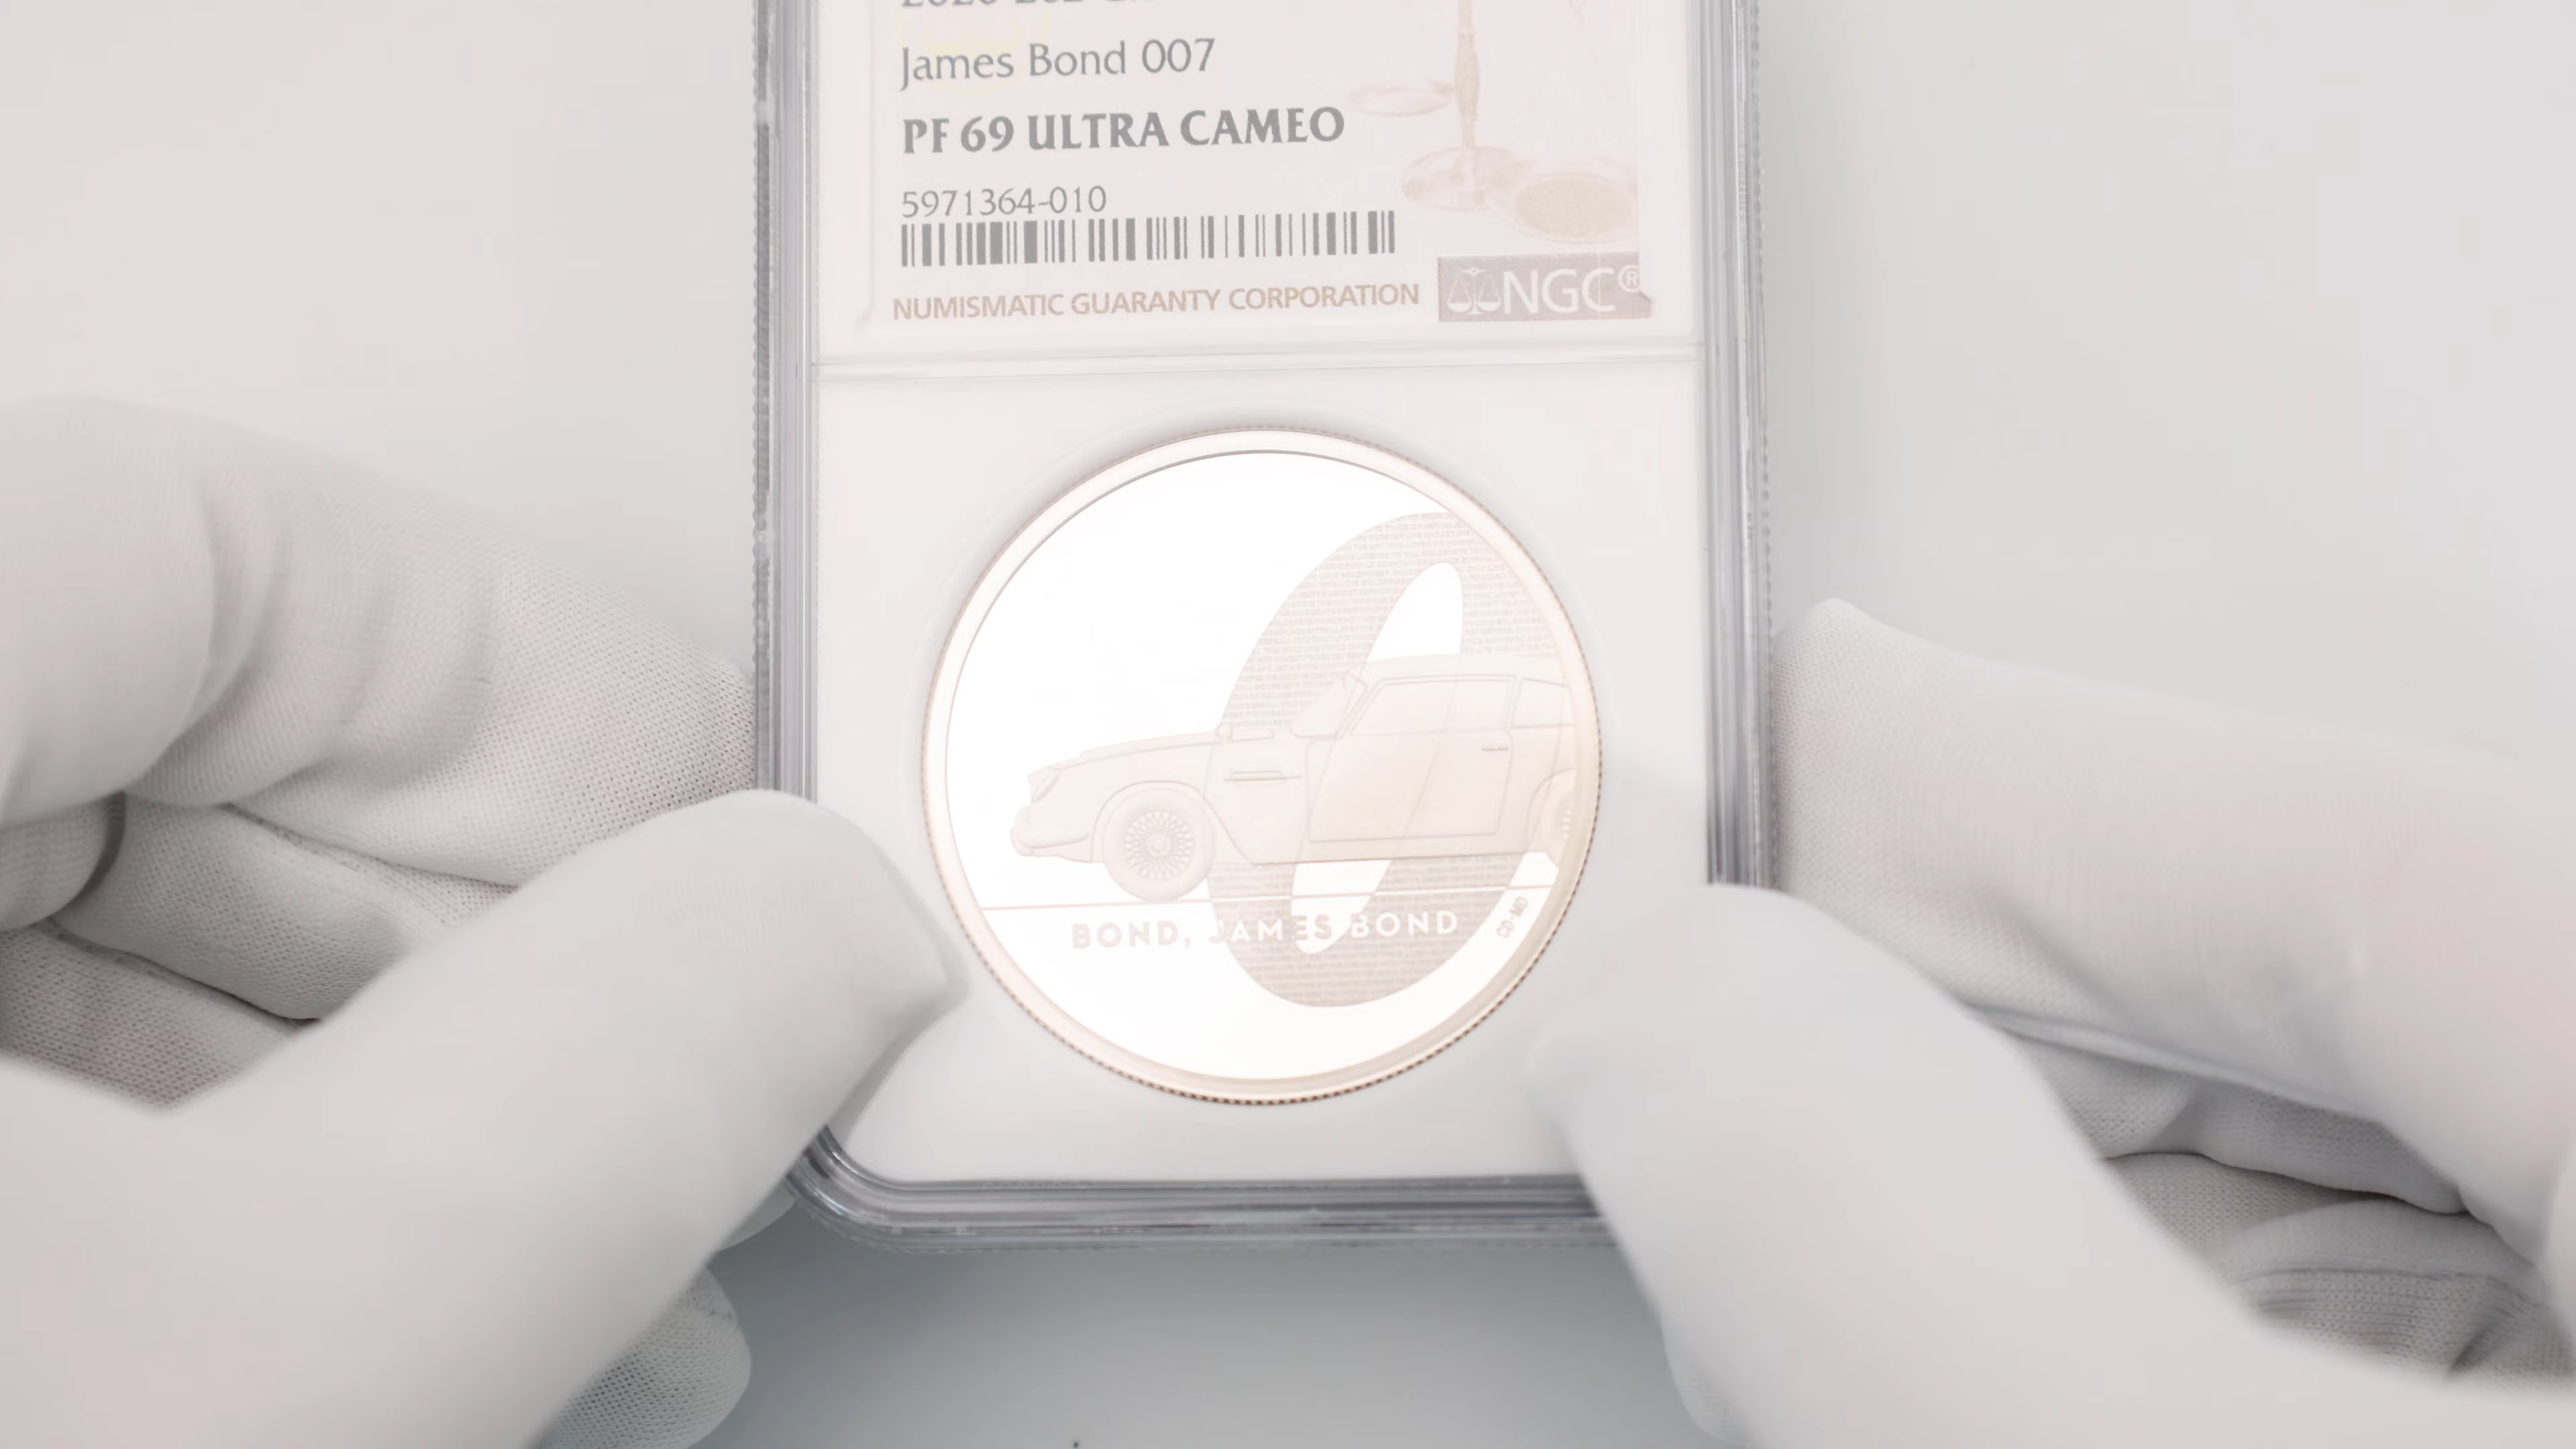 James Bond 007
PF 69 ULTRA CAMEO
5971364-010
NUMISMATIC GUARANTY CORPORATION
NGC®
BOND, JAMES BOND